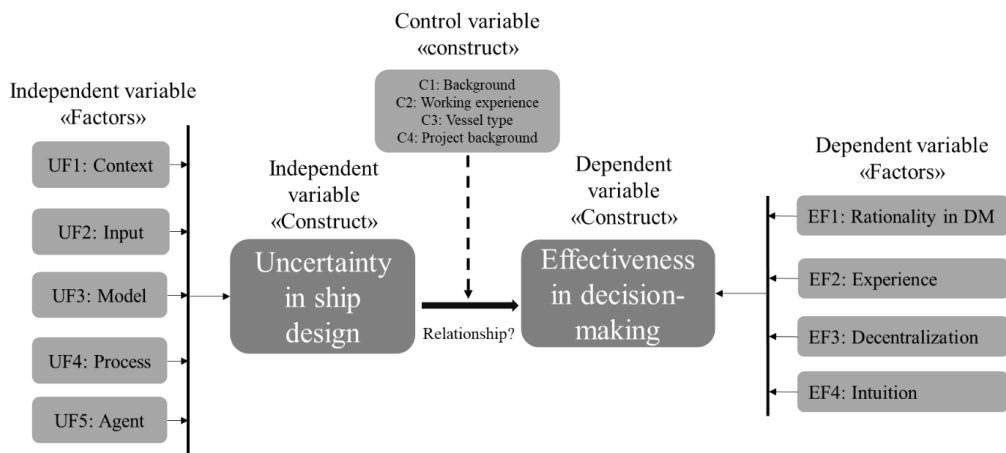 Control variable
«construct»
C1: Background
C2: Working experience
C3: Vessel type
C4: Project background
Independent variable
«Factors»
UF1: Context
UF2: Input
UF3: Model
UF4: Process
UF5: Agent
Independent
variable
«Construct»
Uncertainty
in ship
design
Relationship?
Dependent
variable
«Construct»
Effectiveness
in decision-
making
Dependent variable
«Factors»
EF1: Rationality in DM
EF2: Experience
EF3: Decentralization
EF4: Intuition